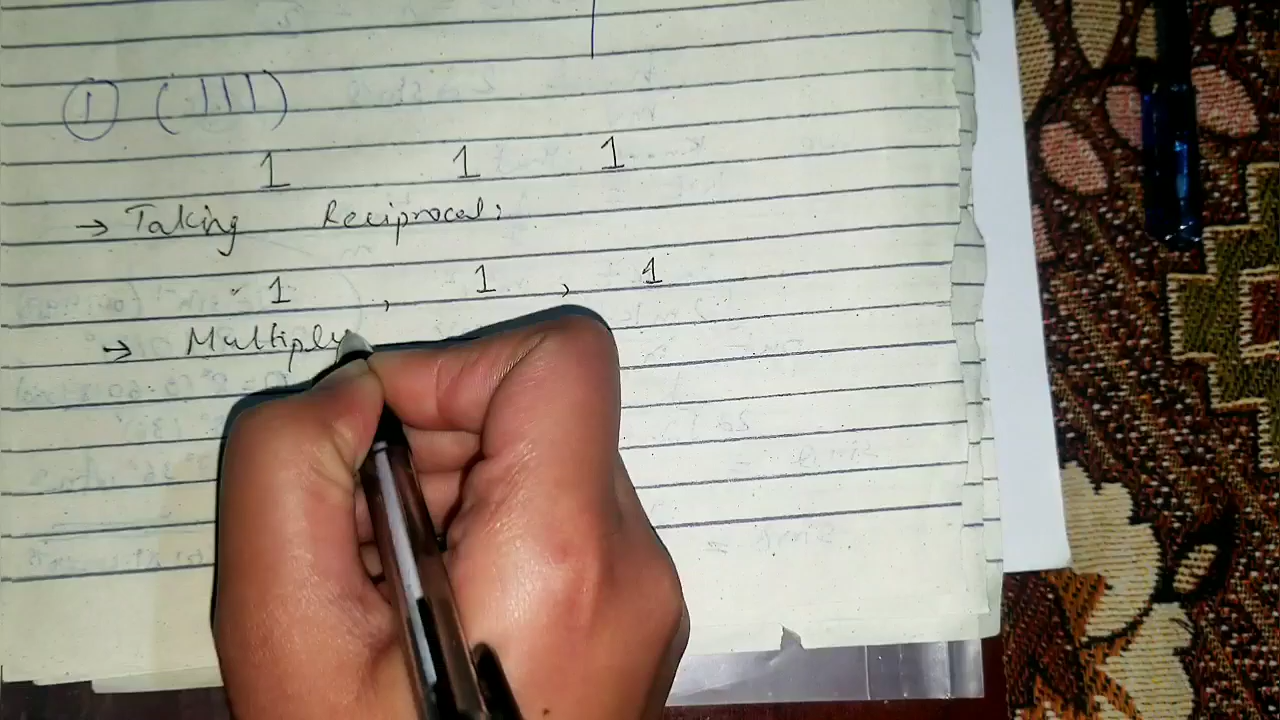 ① (111)
1 1 1
→ Taking Reciprocal:
1 , 1 , 1
→ Multiply